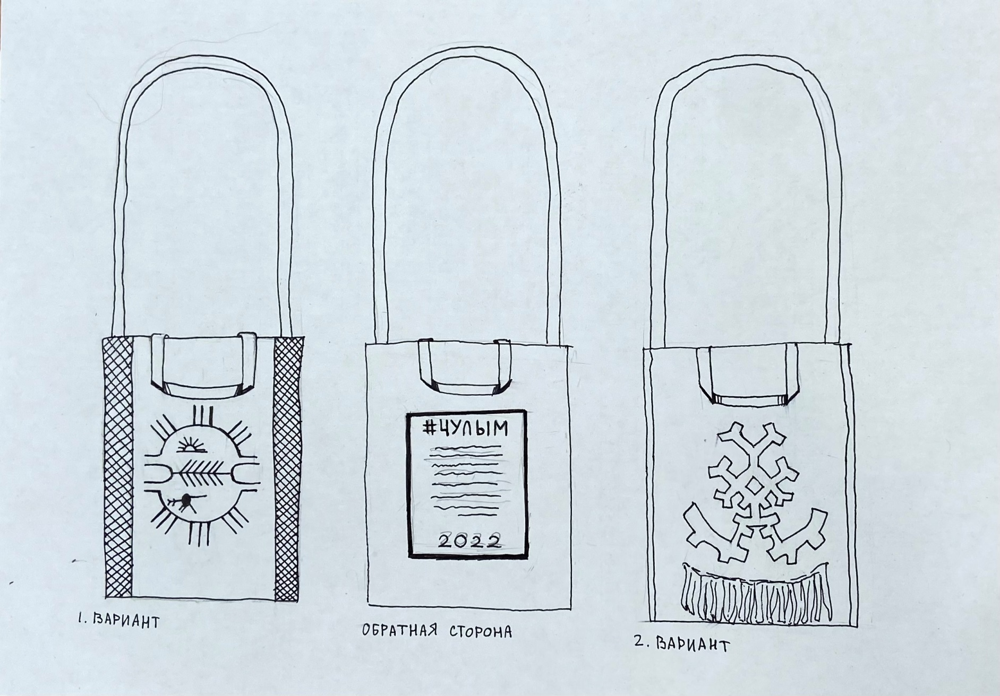 #ЧУЛЫМ
2022
1. ВАРИАНТ
ОБРАТНАЯ СТОРОНА
2. ВАРИАНТ